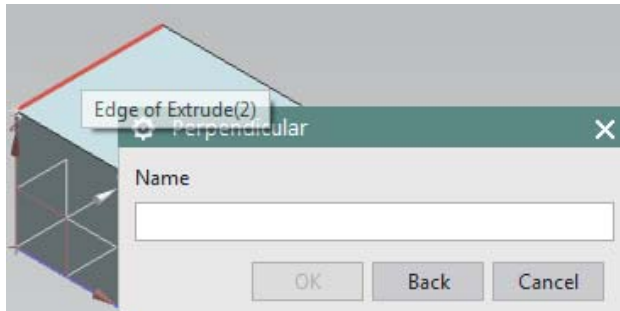 Edge of Extrude(2)
Perpendicular
Name
OK
Back
Cancel